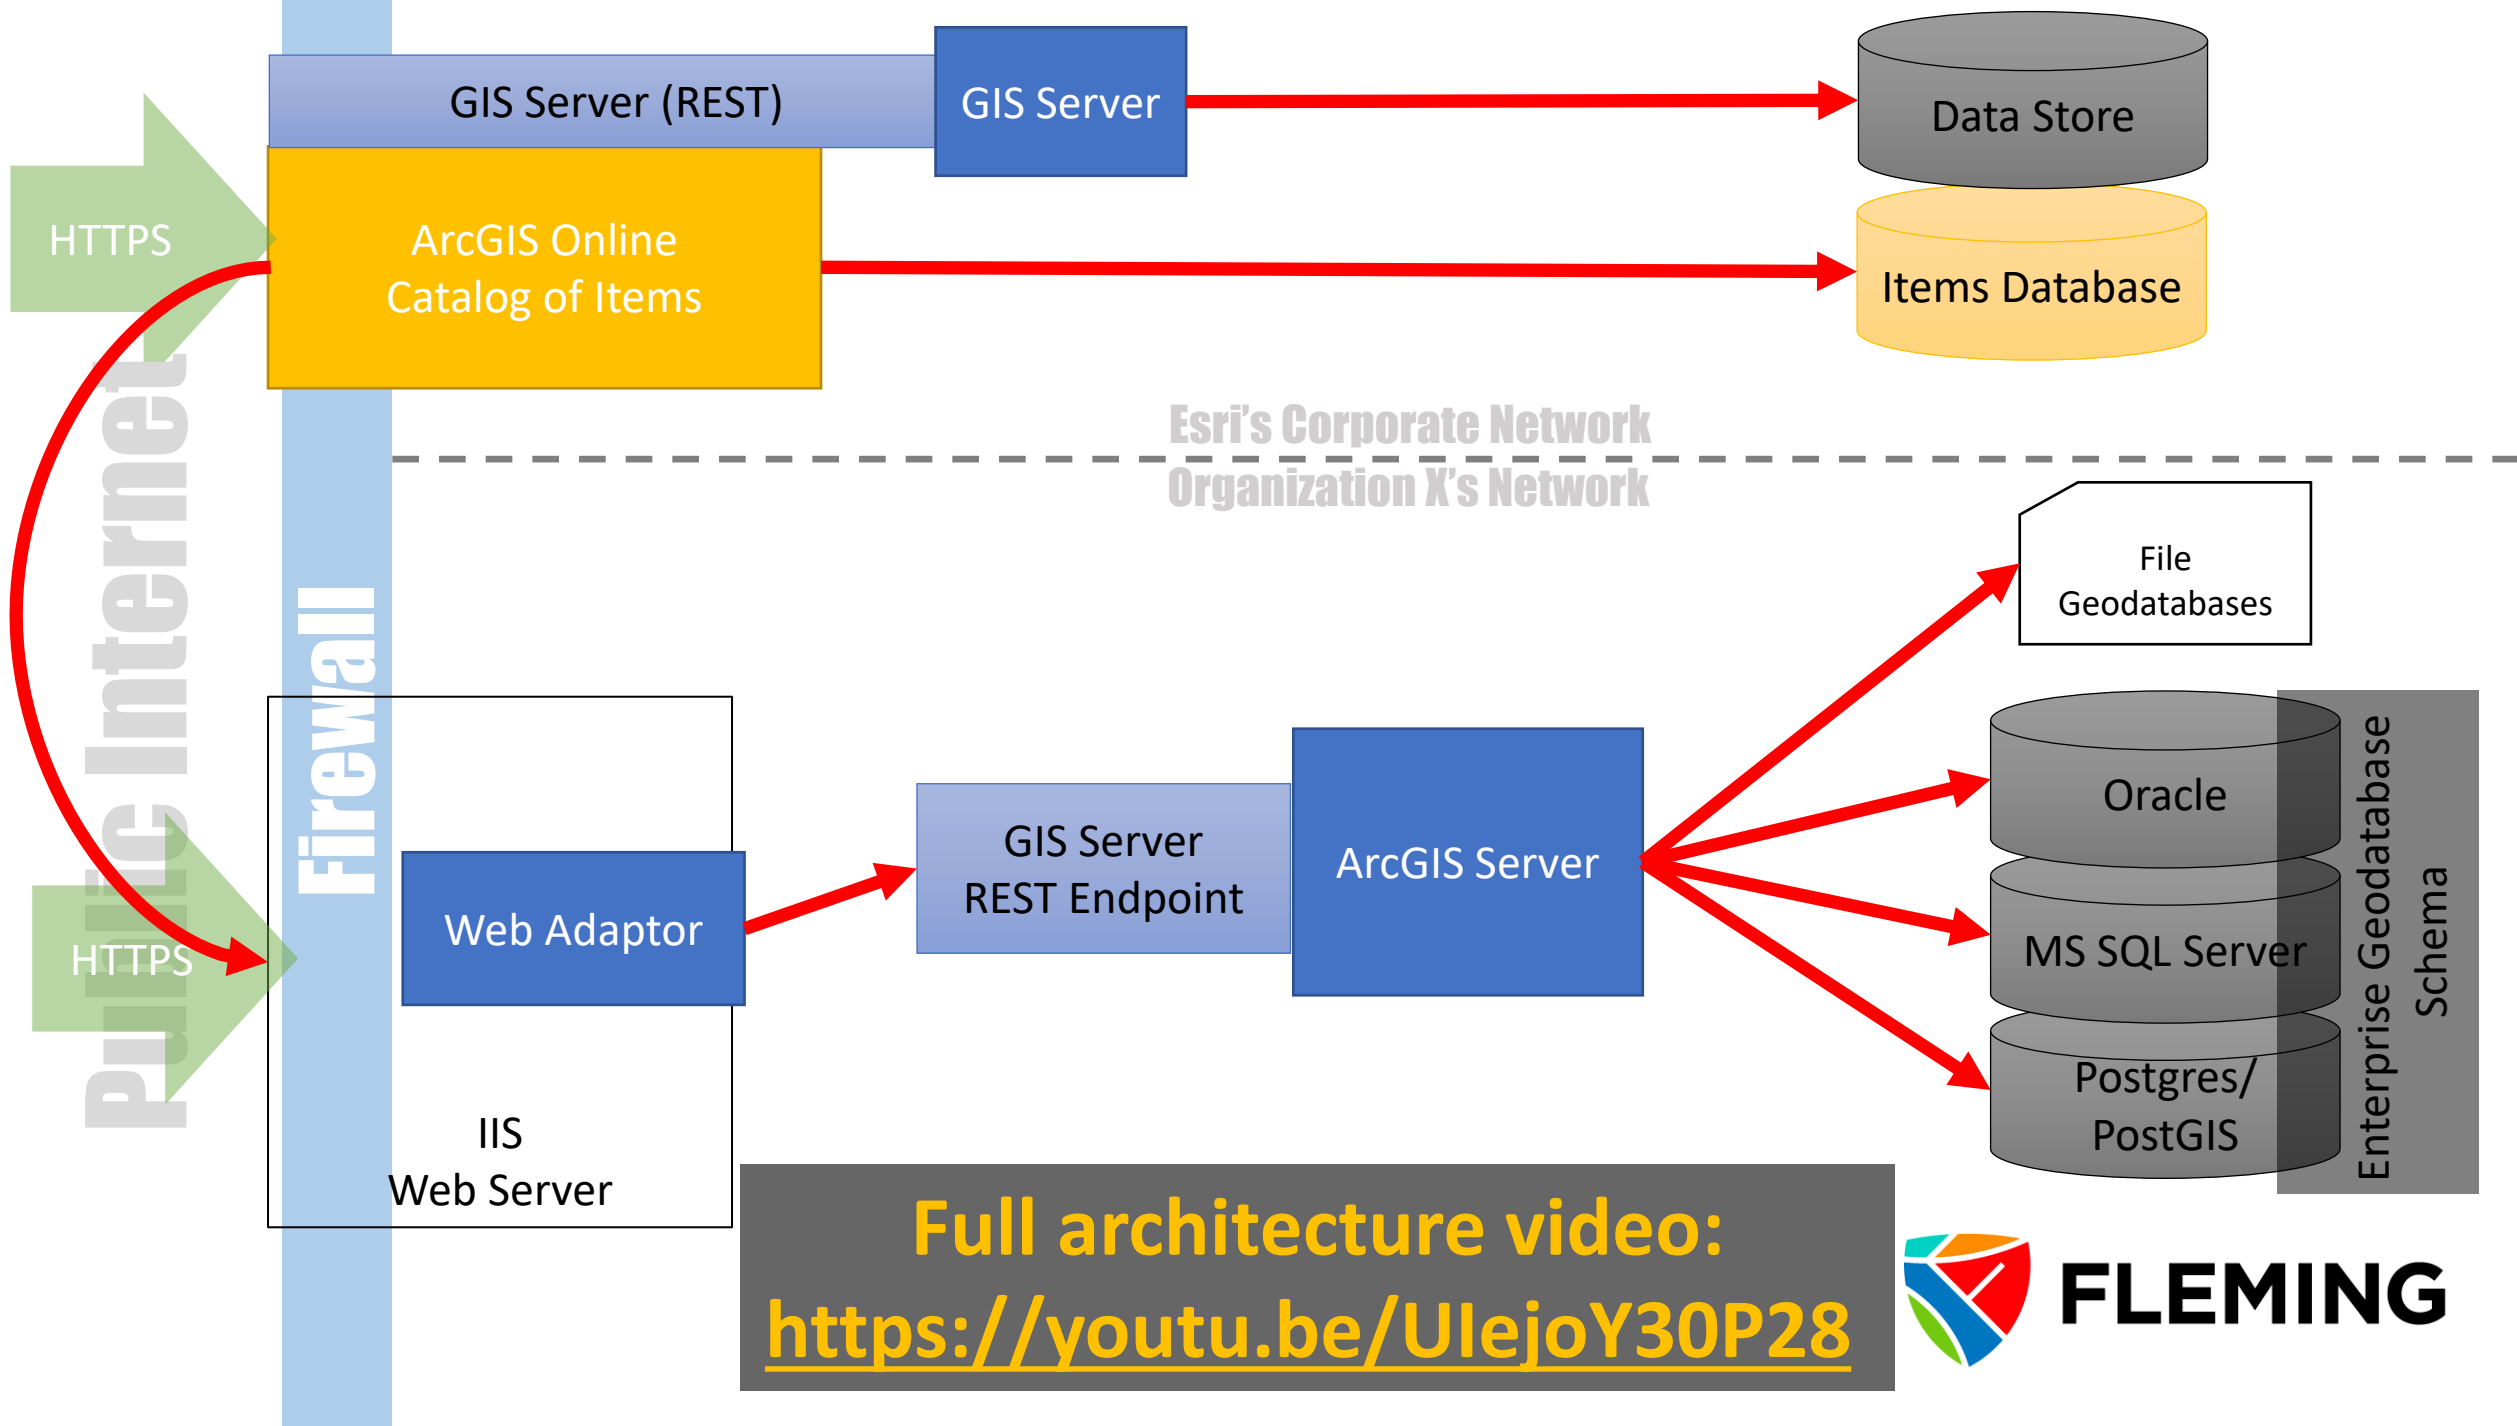 GIS Server (REST)
GIS Server
Data Store
HTTPS
ArcGIS Online
Catalog of Items
Items Database
Esri's Corporate Network
Organization X's Network
Public Internet
Firewall
File
Geodatabases
HTTPS
Web Adaptor
GIS Server
REST Endpoint
ArcGIS Server
Oracle
MS SQL Server
Postgres/
PostGIS
Enterprise Geodatabase
Schema
IIS
Web Server
Full architecture video:
https://youtu.be/UIejoY30P28
FLEMING